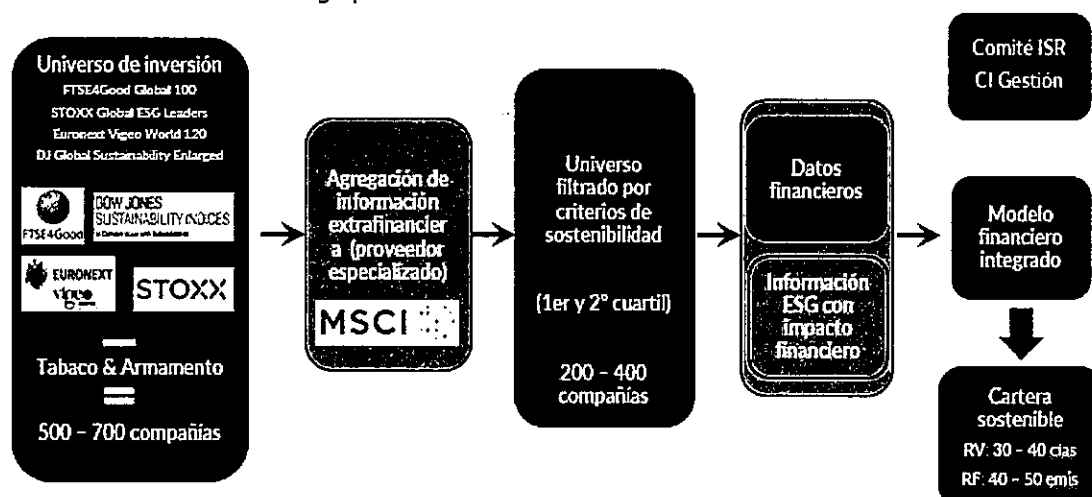 Universo de inversión
FTSE4Good Global 100
STOXX Global ESG Leaders
Euronext Vigeo World 120
DJ Global Sustainability Enlarged
FTSE4Good
DOW JONES
SUSTAINABILITY INDICES
EURONEXT
vigeo
STOXX
Tabaco & Armamento
500 - 700 compañías
Agregación de
información
extrafinancier
a (proveedor
especializado)
MSCI
Universo
filtrado por
criterios de
sostenibilidad
(1er y 2º cuartil)
200 - 400
compañías
Datos
financieros
Información
ESG con
impacto
financiero
Comité ISR
CI Gestión
Modelo
financiero
integrado
Cartera
sostenible
RV: 30 - 40 cias
RF: 40 - 50 emis